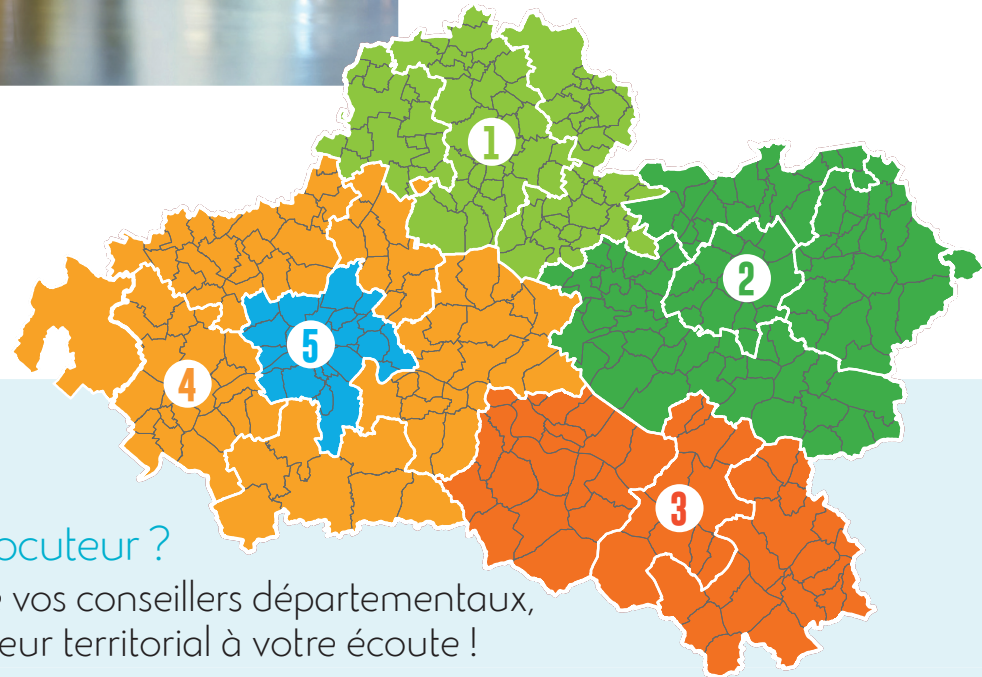 1
2
5
4
3
ocuteur ?
vos conseillers départementaux,
eur territorial à votre écoute !